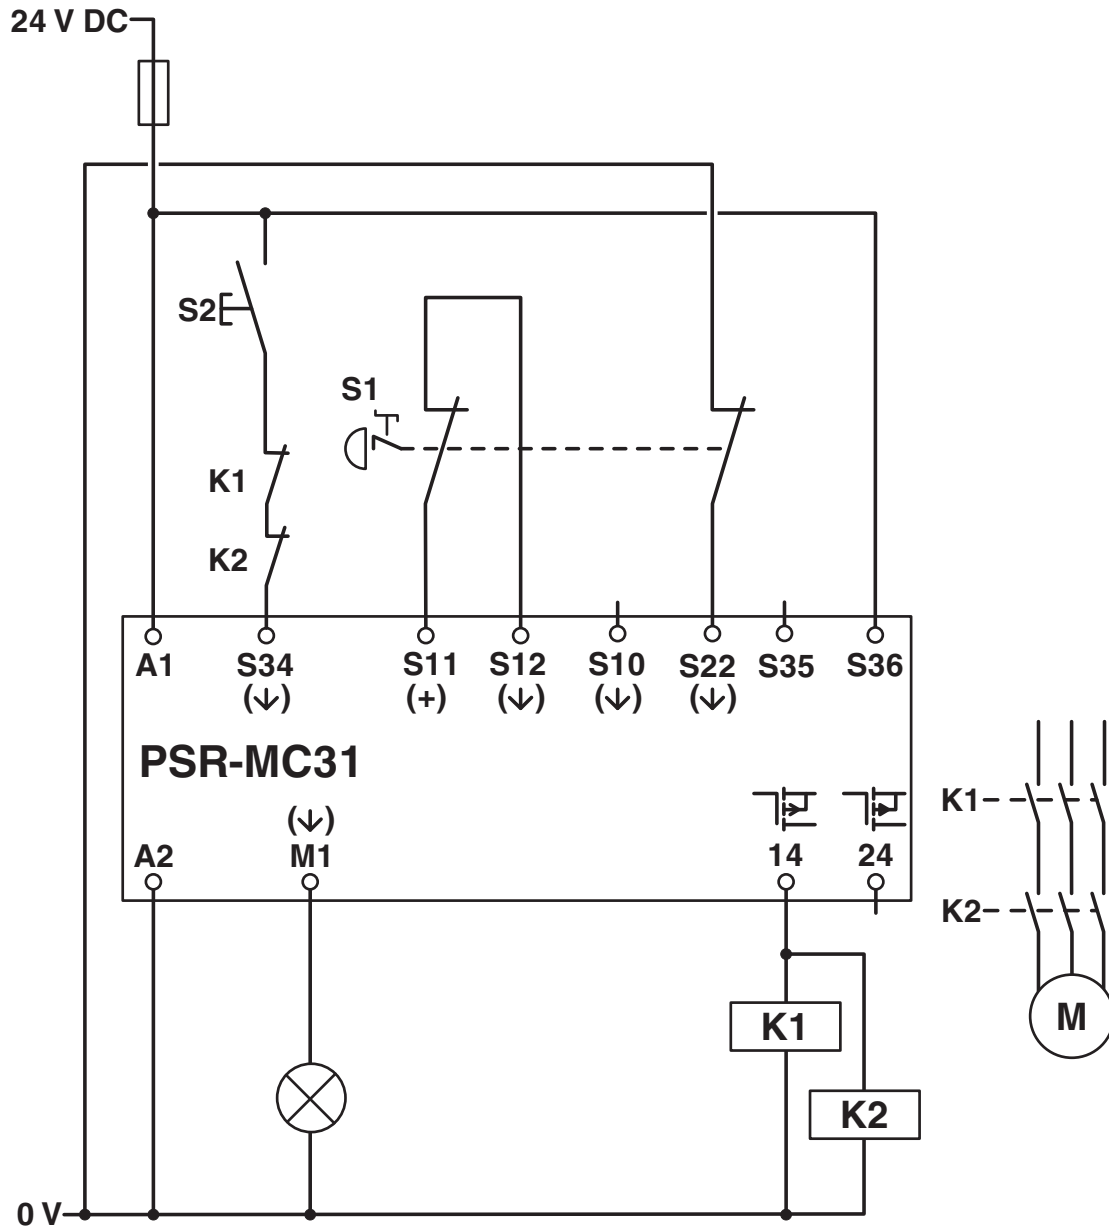 24 V DC
S2
S1
K1
K2
A1 S34 S11 S12 S10 S22 S35 S36
(↓) (+) (↓) (↓) (↓)
PSR-MC31
(↓)
A2 M1 14 24
K1
K2
K1
M
K2
0 V